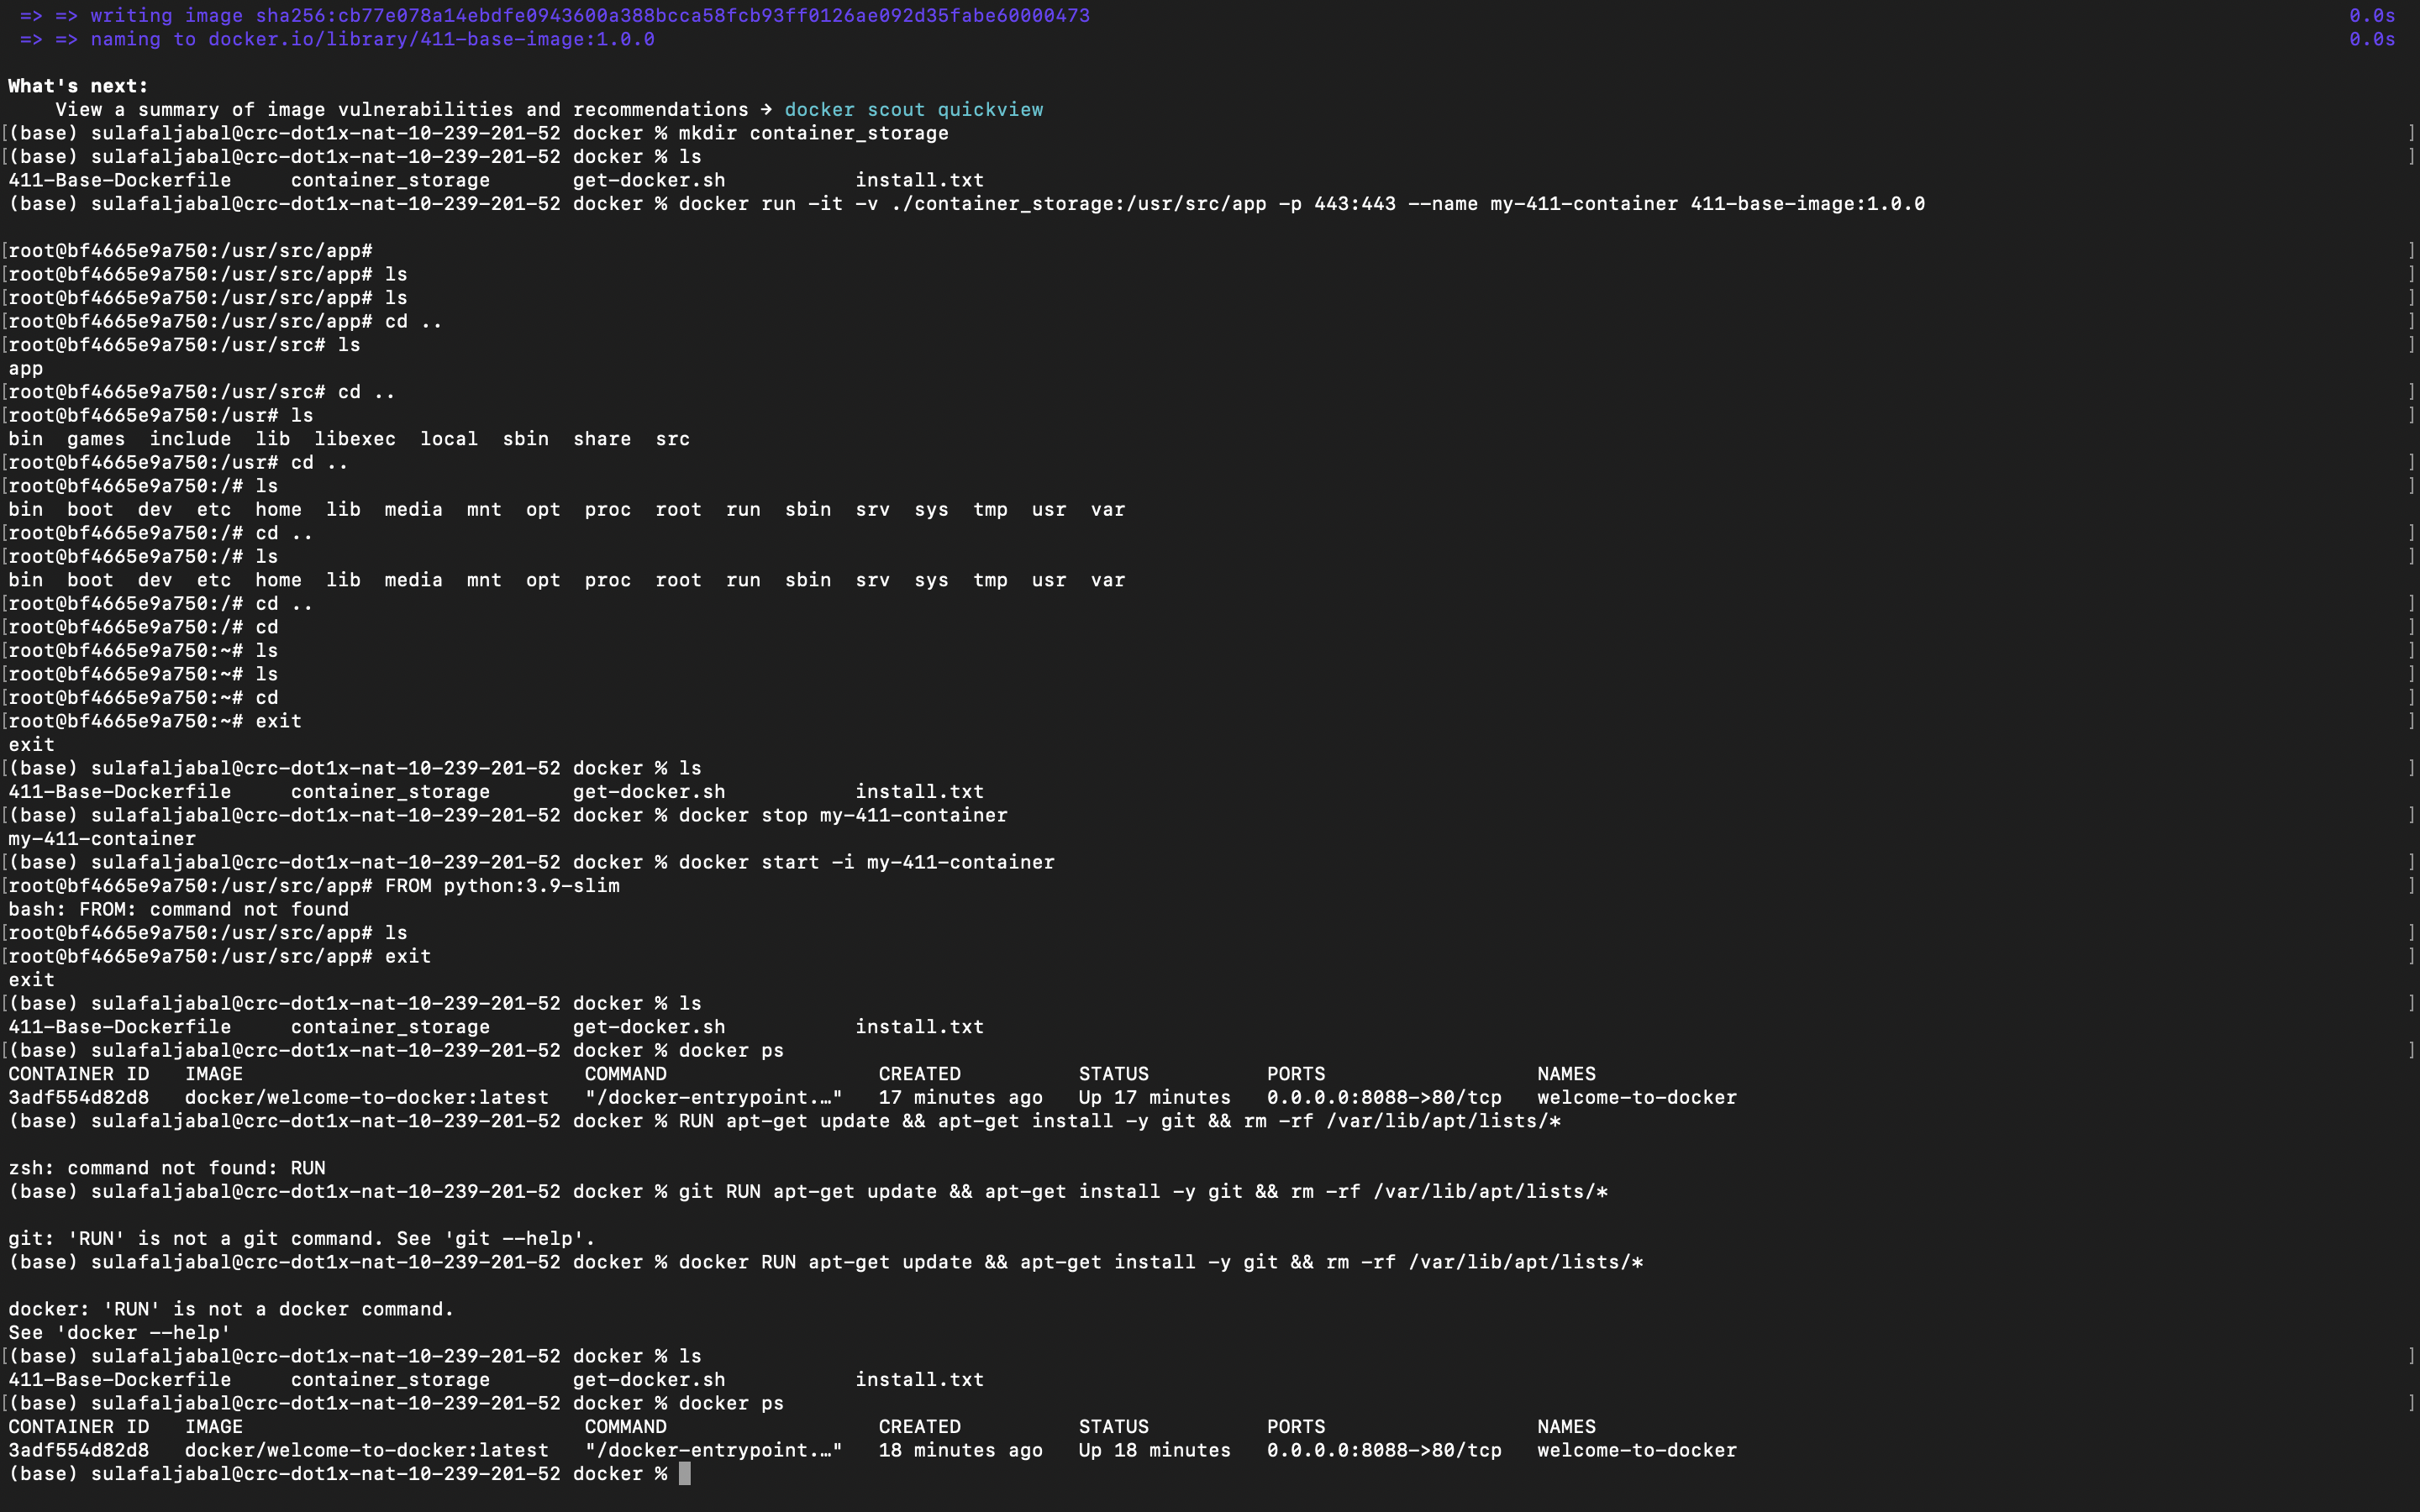 => => writing image sha256:cb77e078a14ebdfe0943600a388bcca58fcb93ff0126ae092d35fabe60000473 0.0s
=> => naming to docker.io/library/411-base-image:1.0.0 0.0s
What's next:
View a summary of image vulnerabilities and recommendations → docker scout quickview
[(base) sulafaljabal@crc-dot1x-nat-10-239-201-52 docker % mkdir container_storage ]
[(base) sulafaljabal@crc-dot1x-nat-10-239-201-52 docker % ls ]
411-Base-Dockerfile container_storage get-docker.sh install.txt
(base) sulafaljabal@crc-dot1x-nat-10-239-201-52 docker % docker run -it -v ./container_storage:/usr/src/app -p 443:443 --name my-411-container 411-base-image:1.0.0
[root@bf4665e9a750:/usr/src/app# ]
[root@bf4665e9a750:/usr/src/app# ls ]
[root@bf4665e9a750:/usr/src/app# ls ]
[root@bf4665e9a750:/usr/src/app# cd .. ]
[root@bf4665e9a750:/usr/src# ls ]
app
[root@bf4665e9a750:/usr/src# cd .. ]
[root@bf4665e9a750:/usr# ls ]
bin games include lib libexec local sbin share src
[root@bf4665e9a750:/usr# cd .. ]
[root@bf4665e9a750:/# ls ]
bin boot dev etc home lib media mnt opt proc root run sbin srv sys tmp usr var
[root@bf4665e9a750:/# cd .. ]
[root@bf4665e9a750:/# ls ]
bin boot dev etc home lib media mnt opt proc root run sbin srv sys tmp usr var
[root@bf4665e9a750:/# cd .. ]
[root@bf4665e9a750:/# cd ]
[root@bf4665e9a750:~# ls ]
[root@bf4665e9a750:~# ls ]
[root@bf4665e9a750:~# cd ]
[root@bf4665e9a750:~# exit ]
exit
[(base) sulafaljabal@crc-dot1x-nat-10-239-201-52 docker % ls ]
411-Base-Dockerfile container_storage get-docker.sh install.txt
[(base) sulafaljabal@crc-dot1x-nat-10-239-201-52 docker % docker stop my-411-container ]
my-411-container
[(base) sulafaljabal@crc-dot1x-nat-10-239-201-52 docker % docker start -i my-411-container ]
[root@bf4665e9a750:/usr/src/app# FROM python:3.9-slim ]
bash: FROM: command not found
[root@bf4665e9a750:/usr/src/app# ls ]
[root@bf4665e9a750:/usr/src/app# exit ]
exit
[(base) sulafaljabal@crc-dot1x-nat-10-239-201-52 docker % ls ]
411-Base-Dockerfile container_storage get-docker.sh install.txt
[(base) sulafaljabal@crc-dot1x-nat-10-239-201-52 docker % docker ps ]
CONTAINER ID IMAGE COMMAND CREATED STATUS PORTS NAMES
3adf554d82d8 docker/welcome-to-docker:latest "/docker-entrypoint.…" 17 minutes ago Up 17 minutes 0.0.0.0:8088->80/tcp welcome-to-docker
(base) sulafaljabal@crc-dot1x-nat-10-239-201-52 docker % RUN apt-get update && apt-get install -y git && rm -rf /var/lib/apt/lists/*
zsh: command not found: RUN
(base) sulafaljabal@crc-dot1x-nat-10-239-201-52 docker % git RUN apt-get update && apt-get install -y git && rm -rf /var/lib/apt/lists/*
git: 'RUN' is not a git command. See 'git --help'.
(base) sulafaljabal@crc-dot1x-nat-10-239-201-52 docker % docker RUN apt-get update && apt-get install -y git && rm -rf /var/lib/apt/lists/*
docker: 'RUN' is not a docker command.
See 'docker --help'
[(base) sulafaljabal@crc-dot1x-nat-10-239-201-52 docker % ls ]
411-Base-Dockerfile container_storage get-docker.sh install.txt
[(base) sulafaljabal@crc-dot1x-nat-10-239-201-52 docker % docker ps ]
CONTAINER ID IMAGE COMMAND CREATED STATUS PORTS NAMES
3adf554d82d8 docker/welcome-to-docker:latest "/docker-entrypoint.…" 18 minutes ago Up 18 minutes 0.0.0.0:8088->80/tcp welcome-to-docker
(base) sulafaljabal@crc-dot1x-nat-10-239-201-52 docker %